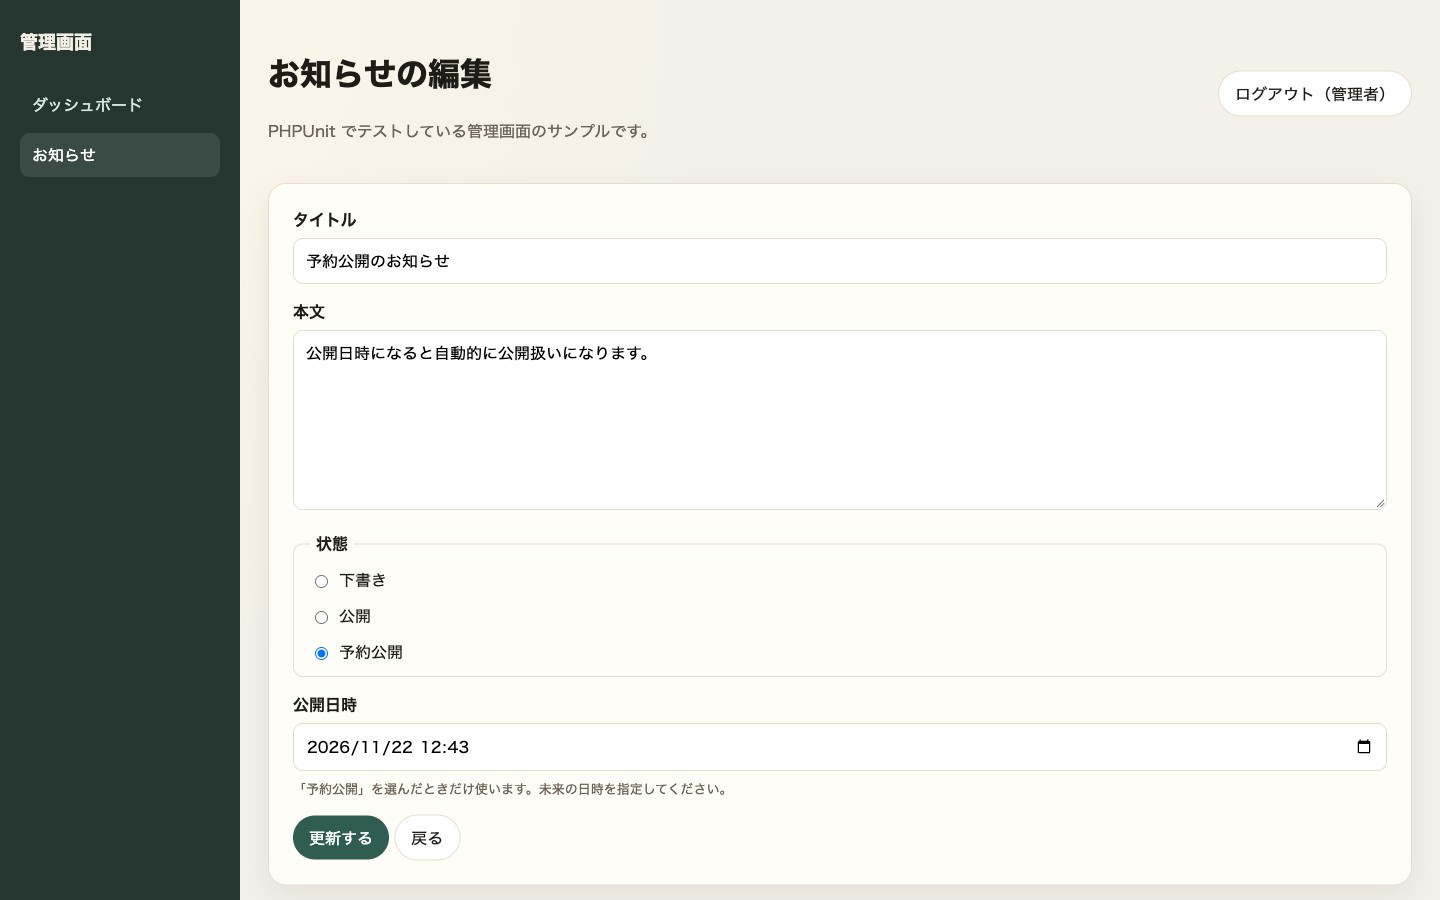 管理画面
ダッシュボード
お知らせ
お知らせの編集
PHPUnit でテストしている管理画面のサンプルです。
ログアウト（管理者）
タイトル
予約公開のお知らせ
本文
公開日時になると自動的に公開扱いになります。
状態
下書き
公開
予約公開
公開日時
2026/11/22 12:43
「予約公開」を選んだときだけ使います。未来の日時を指定してください。
更新する
戻る